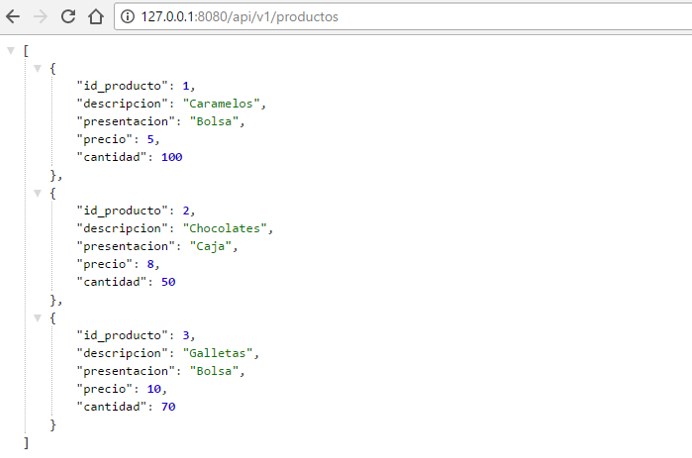 127.0.0.1:8080/api/v1/productos
[
{
"id_producto": 1,
"descripcion": "Caramelos",
"presentacion": "Bolsa",
"precio": 5,
"cantidad": 100
},
{
"id_producto": 2,
"descripcion": "Chocolates",
"presentacion": "Caja",
"precio": 8,
"cantidad": 50
},
{
"id_producto": 3,
"descripcion": "Galletas",
"presentacion": "Bolsa",
"precio": 10,
"cantidad": 70
}
]